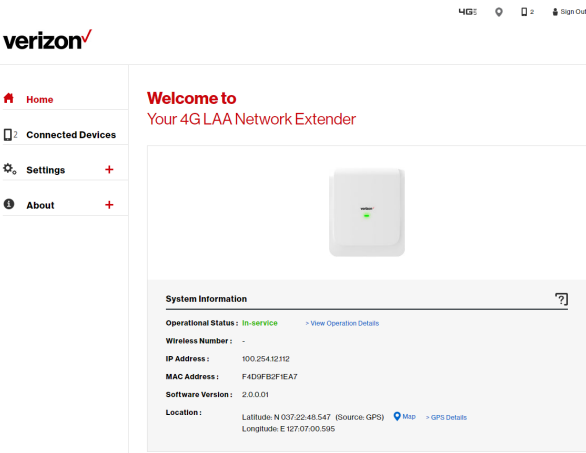 4G
2
Sign Out
verizon
Home
2 Connected Devices
Settings +
About +
Welcome to
Your 4G LAA Network Extender
verizon
System Information
Operational Status : In-service > View Operation Details
Wireless Number : -
IP Address : 100.254.12.112
MAC Address : F4D9FB2F1EA7
Software Version : 2.0.0.01
Location : Latitude: N 037:22:48.547 (Source: GPS) Map > GPS Details
Longitude: E 127:07:00.595